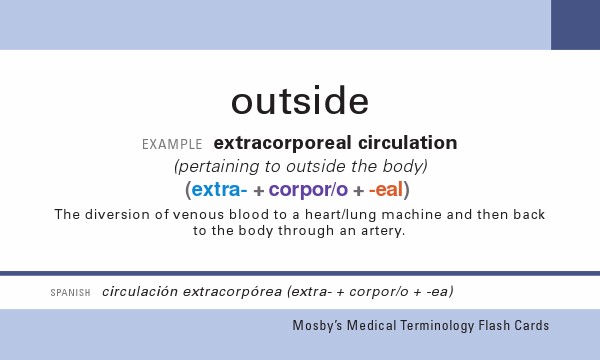 outside
EXAMPLE extracorporeal circulation
(pertaining to outside the body)
(extra- + corpor/o + -eal)
The diversion of venous blood to a heart/lung machine and then back
to the body through an artery.
SPANISH circulación extracorpórea (extra- + corpor/o + -ea)
Mosby's Medical Terminology Flash Cards